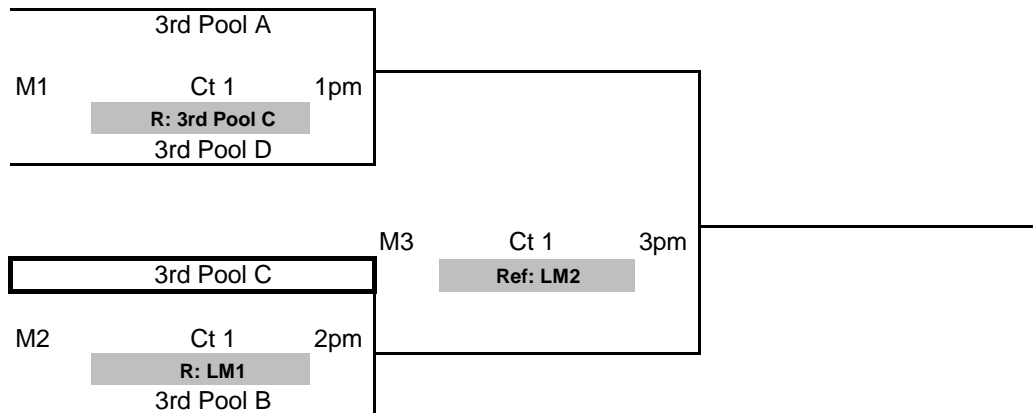 3rd Pool A
M1 Ct 1 1pm
R: 3rd Pool C
3rd Pool D
M3 Ct 1 3pm
3rd Pool C
Ref: LM2
M2 Ct 1 2pm
R: LM1
3rd Pool B